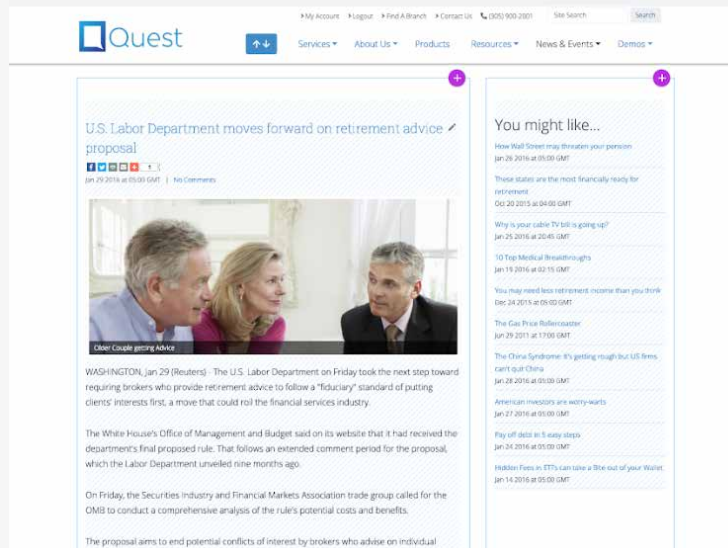 My Account Logout Find A Branch Contact Us (305) 900-2001 Site Search Search
Quest
Services About Us Products Resources News & Events Demos
U.S. Labor Department moves forward on retirement advice
proposal
Jan 29 2016 at 05:00 GMT | No Comments
Older Couple getting Advice
WASHINGTON, Jan 29 (Reuters) - The U.S. Labor Department on Friday took the next step toward
requiring brokers who provide retirement advice to follow a "fiduciary" standard of putting
clients' interests first, a move that could roil the financial services industry.
The White House's Office of Management and Budget said on its website that it had received the
department's final proposed rule. That follows an extended comment period for the proposal,
which the Labor Department unveiled nine months ago.
On Friday, the Securities Industry and Financial Markets Association trade group called for the
OMB to conduct a comprehensive analysis of the rule's potential costs and benefits.
The proposal aims to end potential conflicts of interest by brokers who advise on individual
You might like...
How Wall Street may threaten your pension
Jan 26 2016 at 05:00 GMT
These states are the most financially ready for
retirement
Oct 20 2015 at 04:00 GMT
Why is your cable TV bill is going up?
Jan 25 2016 at 20:45 GMT
10 Top Medical Breakthroughs
Jan 19 2016 at 02:15 GMT
You may need less retirement income than you think
Dec 24 2015 at 05:00 GMT
The Gas Price Rollercoaster
Jun 29 2011 at 17:00 GMT
The China Syndrome: it's getting rough but US firms
can't quit China
Jan 28 2016 at 05:00 GMT
American investors are worry-warts
Jan 27 2016 at 05:00 GMT
Pay off debt in 5 easy steps
Jan 24 2016 at 05:00 GMT
Hidden Fees in ETFs can take a Bite out of your Wallet
Jan 14 2016 at 05:00 GMT